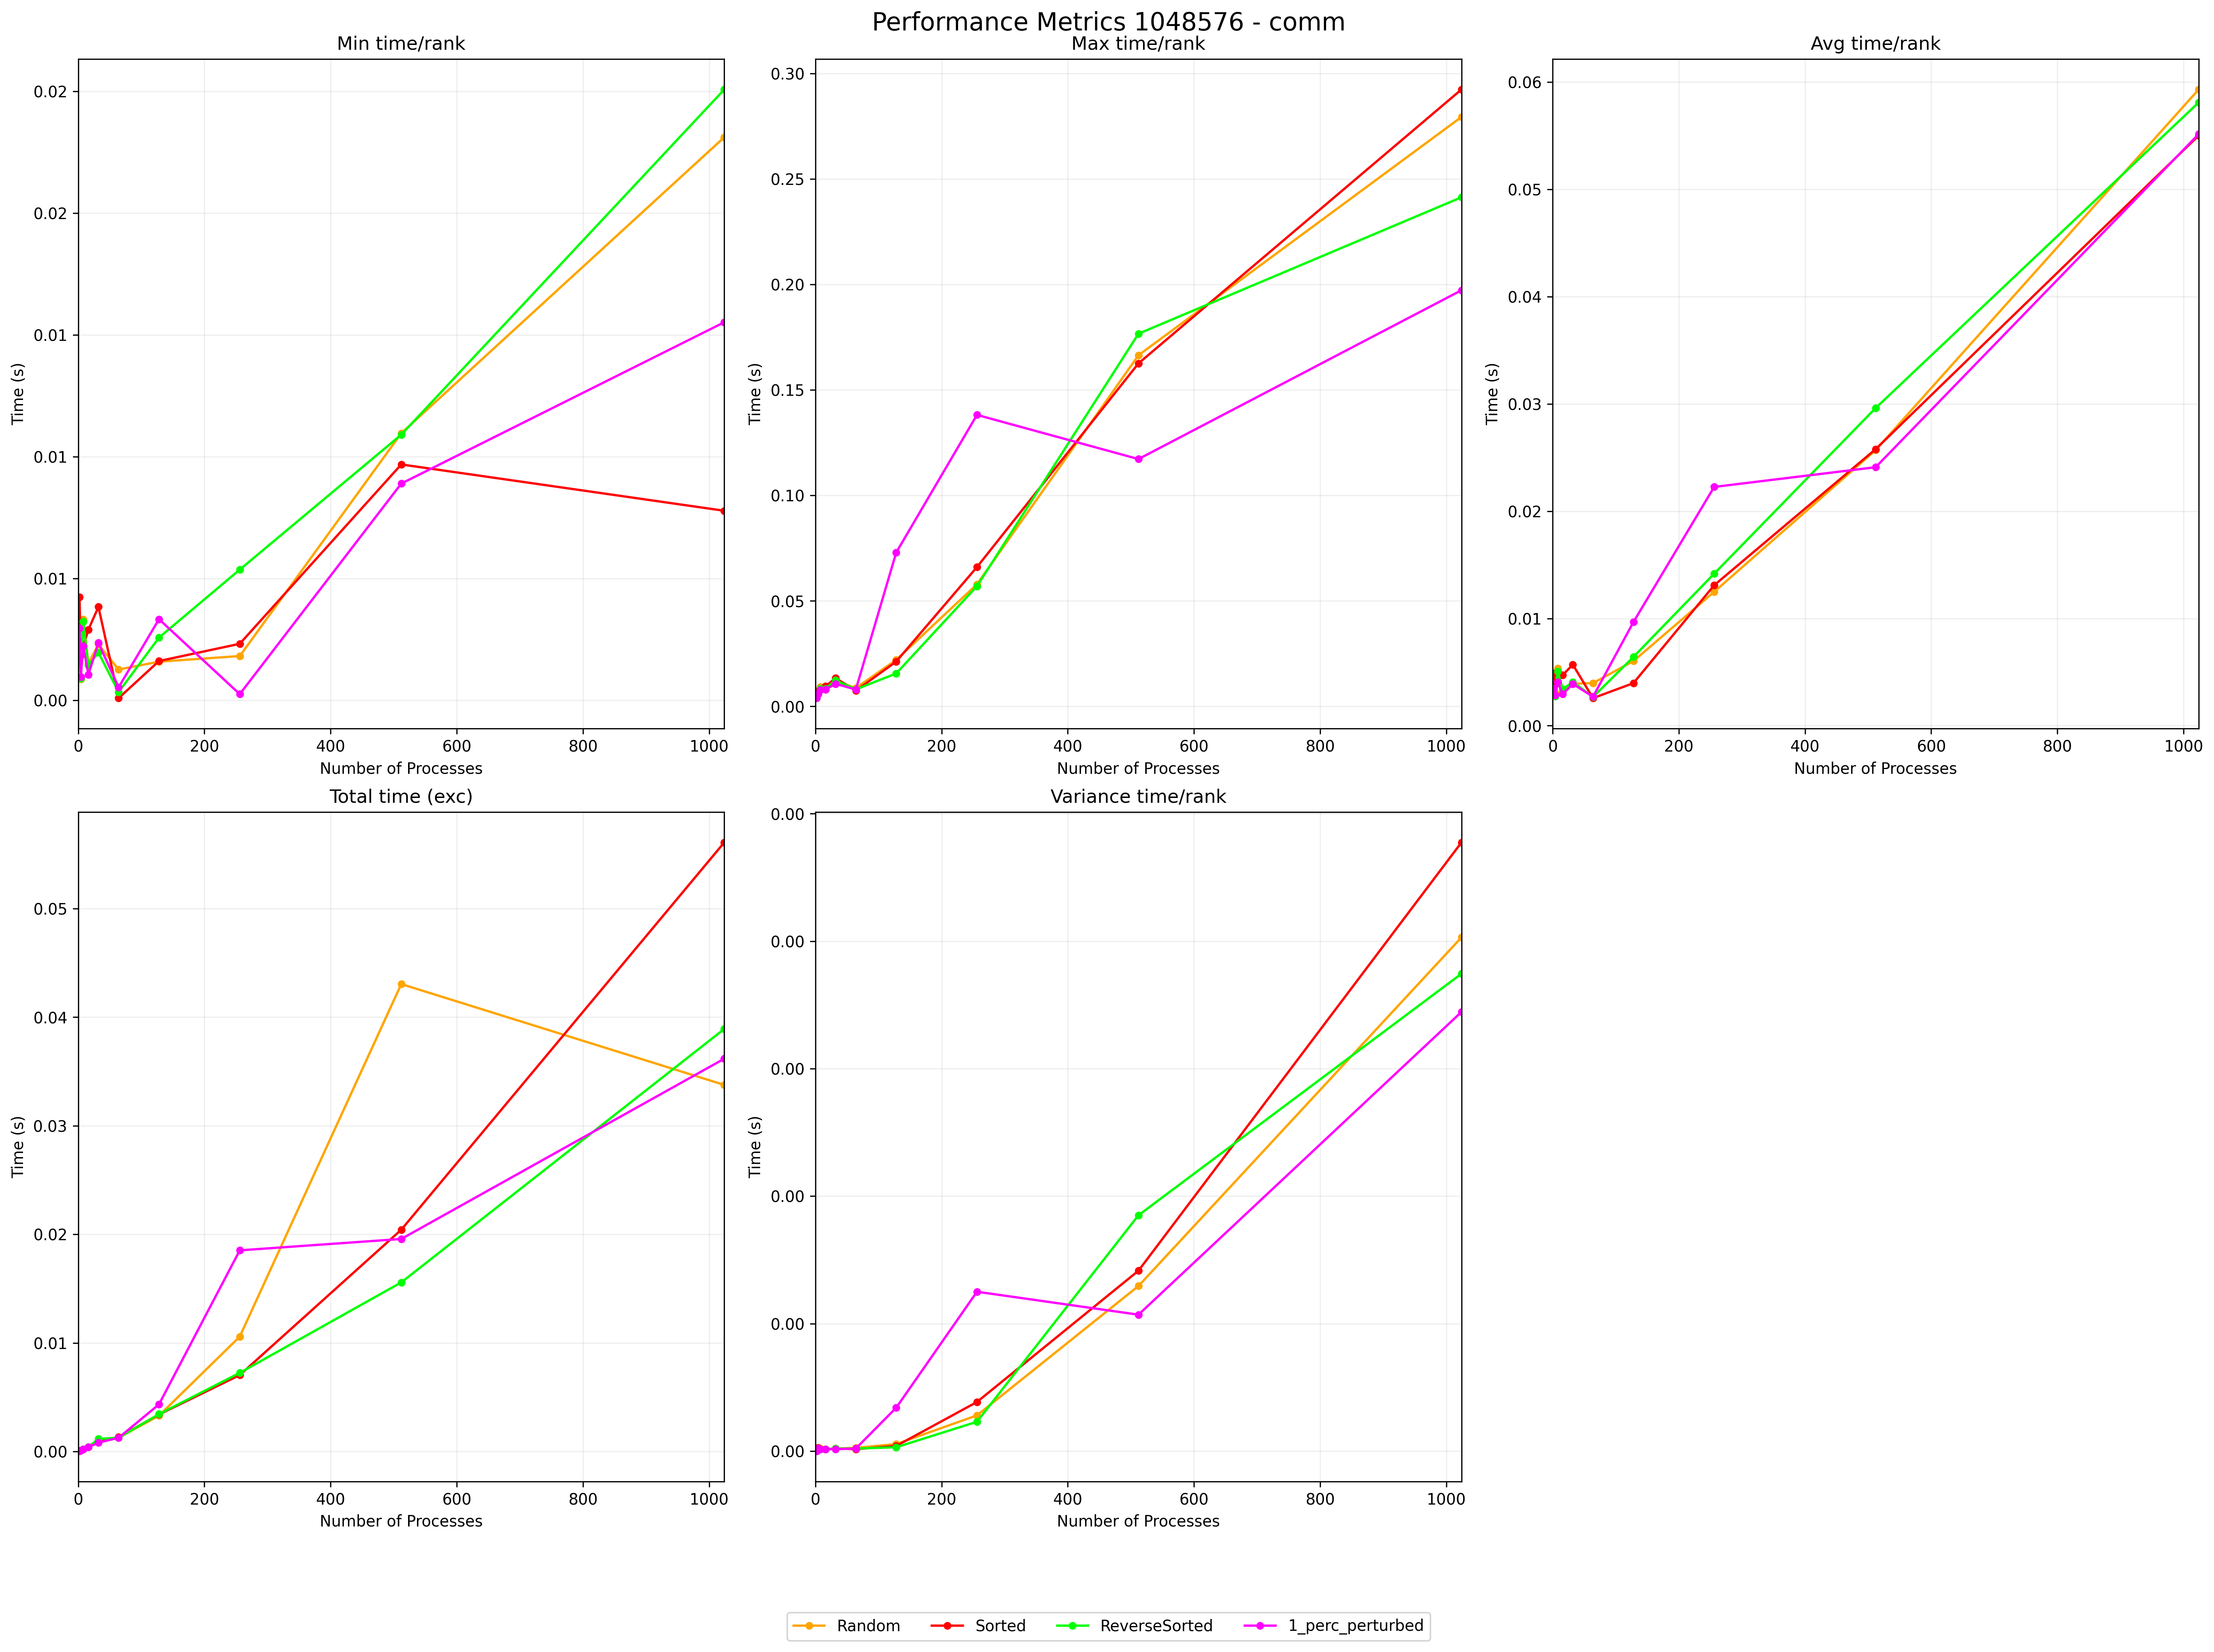 Performance Metrics 1048576 - comm
Min time/rank
0.02
0.02
0.01
0.01
0.01
0.00
Time (s)
0 200 400 600 800 1000
Number of Processes
Max time/rank
0.30
0.25
0.20
0.15
0.10
0.05
0.00
Time (s)
0 200 400 600 800 1000
Number of Processes
Avg time/rank
0.06
0.05
0.04
0.03
0.02
0.01
0.00
Time (s)
0 200 400 600 800 1000
Number of Processes
Total time (exc)
0.05
0.04
0.03
0.02
0.01
0.00
Time (s)
0 200 400 600 800 1000
Number of Processes
Variance time/rank
0.00
0.00
0.00
0.00
0.00
0.00
Time (s)
0 200 400 600 800 1000
Number of Processes
Random Sorted ReverseSorted 1_perc_perturbed